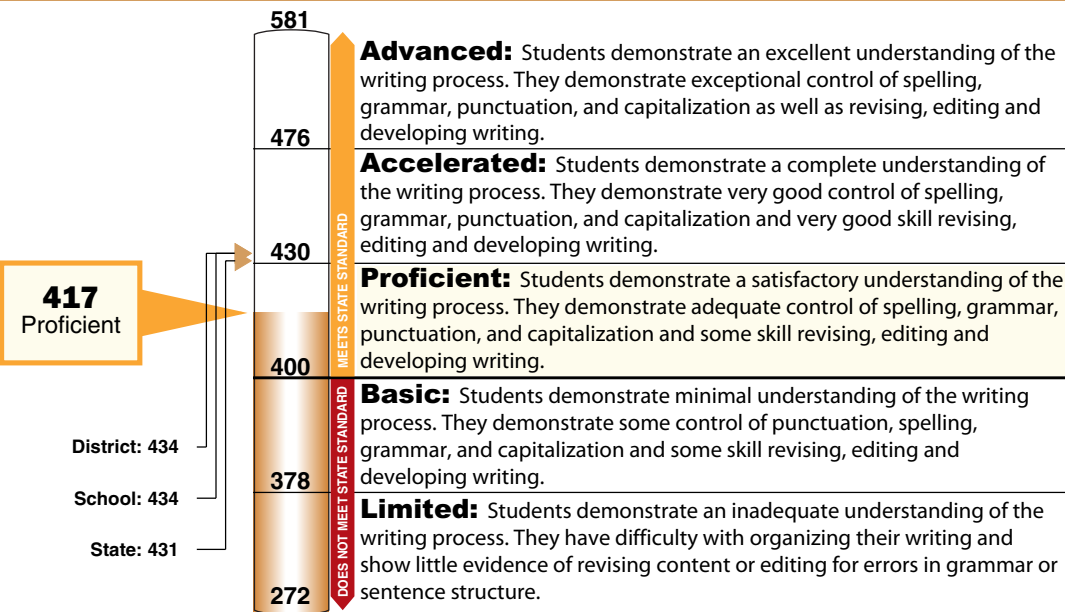 581
Advanced: Students demonstrate an excellent understanding of the
writing process. They demonstrate exceptional control of spelling,
grammar, punctuation, and capitalization as well as revising, editing and
developing writing.
476
Accelerated: Students demonstrate a complete understanding of
the writing process. They demonstrate very good control of spelling,
grammar, punctuation, and capitalization and very good skill revising,
editing and developing writing.
430
Proficient: Students demonstrate a satisfactory understanding of the
writing process. They demonstrate adequate control of spelling, grammar,
punctuation, and capitalization and some skill revising, editing and
developing writing.
400
Basic: Students demonstrate minimal understanding of the writing
process. They demonstrate some control of punctuation, spelling,
grammar, and capitalization and some skill revising, editing and
developing writing.
378
Limited: Students demonstrate an inadequate understanding of the
writing process. They have difficulty with organizing their writing and
show little evidence of revising content or editing for errors in grammar or
sentence structure.
272
MEETS STATE STANDARD
DOES NOT MEET STATE STANDARD
417
Proficient
District: 434
School: 434
State: 431